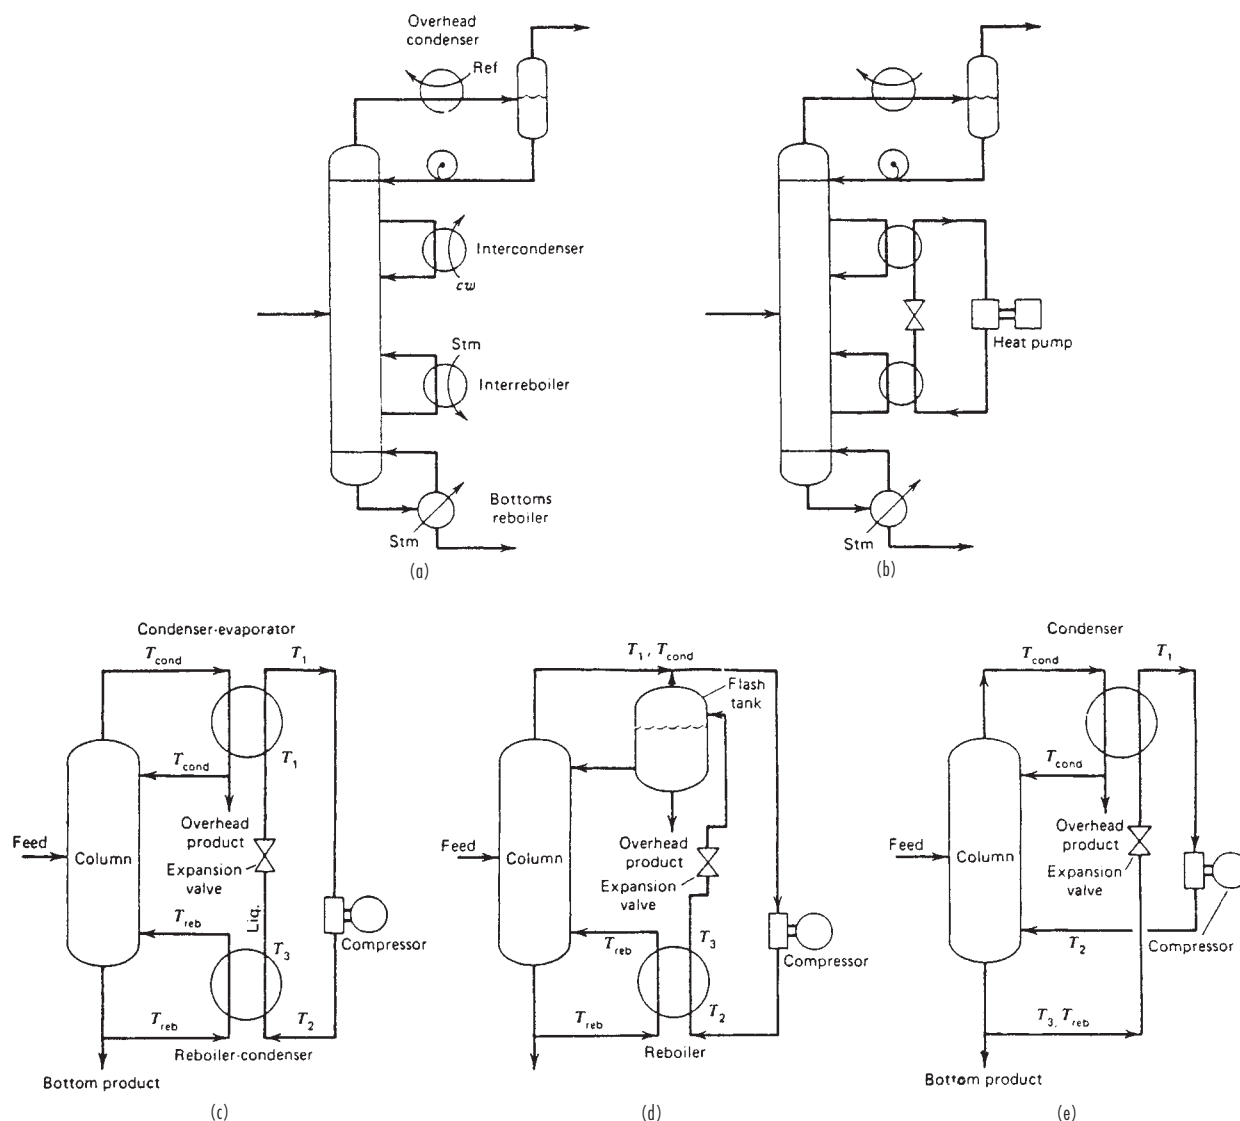 Overhead
condenser
Ref
Intercondenser
cw
Stm
Interreboiler
Bottoms
reboiler
Stm
(a)
Heat pump
Stm
(b)
Condenser-evaporator
T_cond
T_1
T_cond
T_1
Overhead
product
Feed
Column
Expansion
valve
Liq.
T_reb
Compressor
T_3
T_reb
T_2
Reboiler-condenser
Bottom product
(c)
T_1, T_cond
Flash
tank
Overhead
product
Feed
Column
Expansion
valve
T_reb
T_3
Compressor
T_2
T_reb
Reboiler
(d)
Condenser
T_cond
T_1
T_cond
Overhead
product
Feed
Column
Expansion
valve
T_2
Compressor
T_3, T_reb
Bottom product
(e)